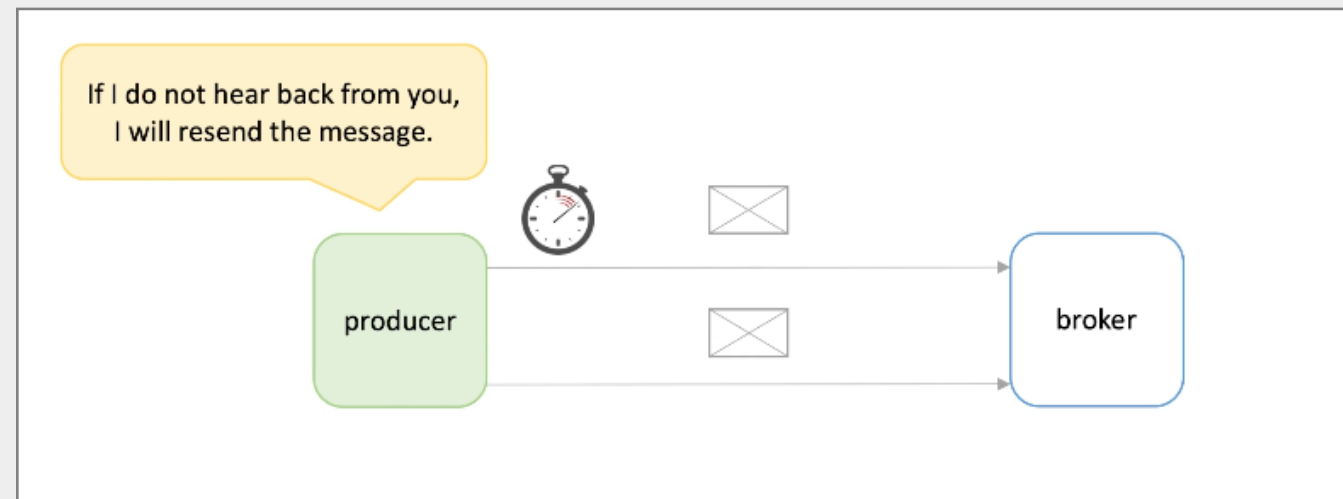 If I do not hear back from you,
I will resend the message.
producer
broker